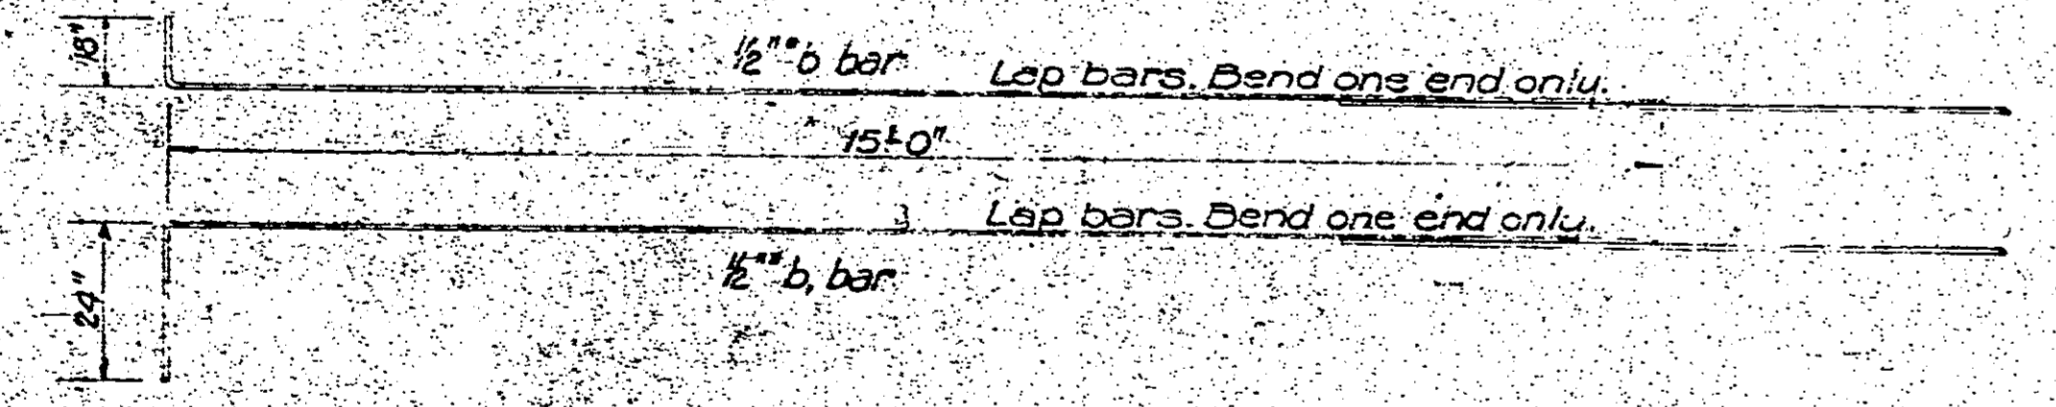 18"
1/2"▫ b bar
Lap bars. Bend one end only.
15'-0"
Lap bars. Bend one end only.
1/2"▫ b, bar
24"